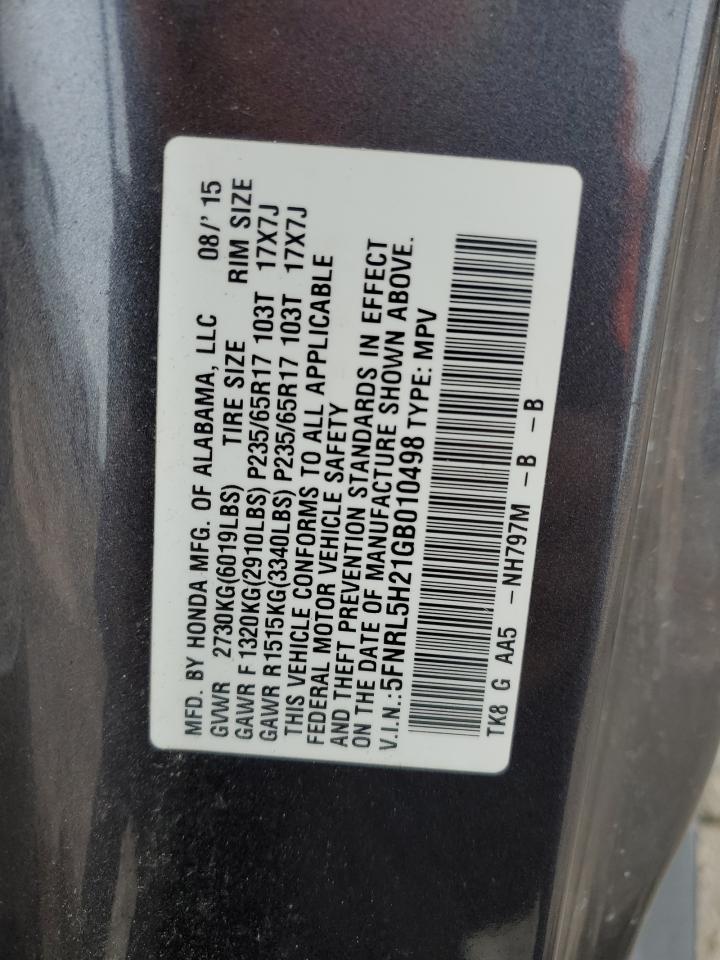 MFD. BY HONDA MFG. OF ALABAMA, LLC 08/' 15
GVWR 2730KG(6019LBS) TIRE SIZE RIM SIZE
GAWR F 1320KG(2910LBS) P235/65R17 103T 17X7J
GAWR R1515KG(3340LBS) P235/65R17 103T 17X7J
THIS VEHICLE CONFORMS TO ALL APPLICABLE
FEDERAL MOTOR VEHICLE SAFETY
AND THEFT PREVENTION STANDARDS IN EFFECT
ON THE DATE OF MANUFACTURE SHOWN ABOVE.
V.I.N.:5FNRL5H21GB010498 TYPE: MPV
TK8 G AA5 -NH797M -B -B